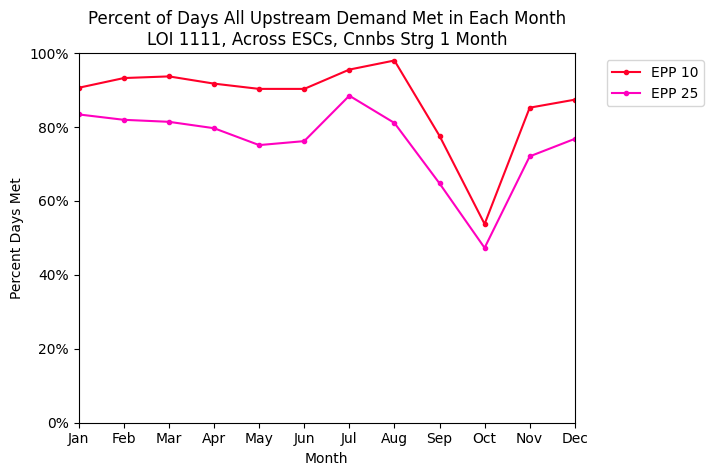 Percent of Days All Upstream Demand Met in Each Month
LOI 1111, Across ESCs, Cnnbs Strg 1 Month
100%
80%
60%
40%
20%
0%
Percent Days Met
Jan Feb Mar Apr May Jun Jul Aug Sep Oct Nov Dec
Month
EPP 10
EPP 25